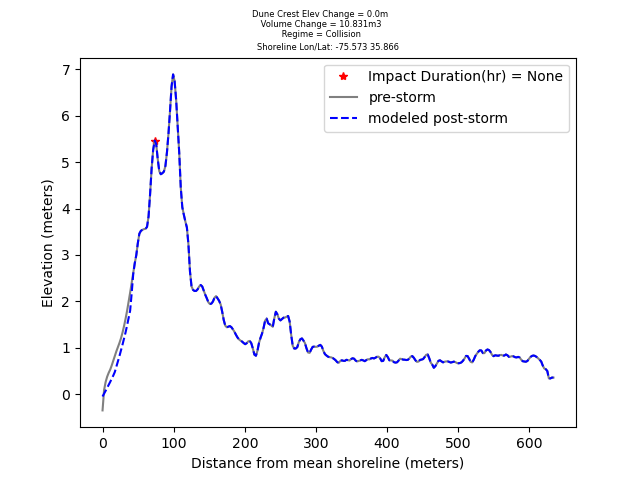 Dune Crest Elev Change = 0.0m
Volume Change = 10.831m3
Regime = Collision
Shoreline Lon/Lat: -75.573 35.866
Impact Duration(hr) = None
pre-storm
modeled post-storm
7
6
5
4
3
2
1
0
Elevation (meters)
0 100 200 300 400 500 600
Distance from mean shoreline (meters)